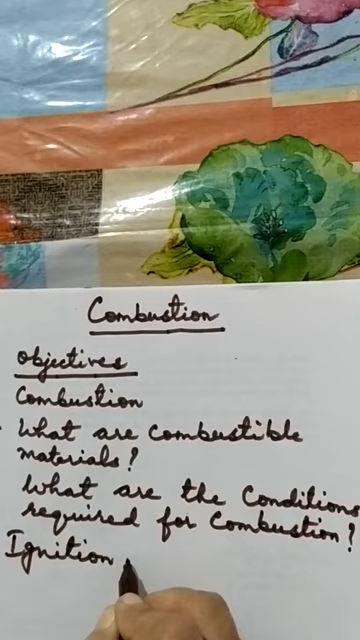 Combustion
objectives
Combustion
What are combustible
materials?
What are the Conditions
required for Combustion?
Ignition